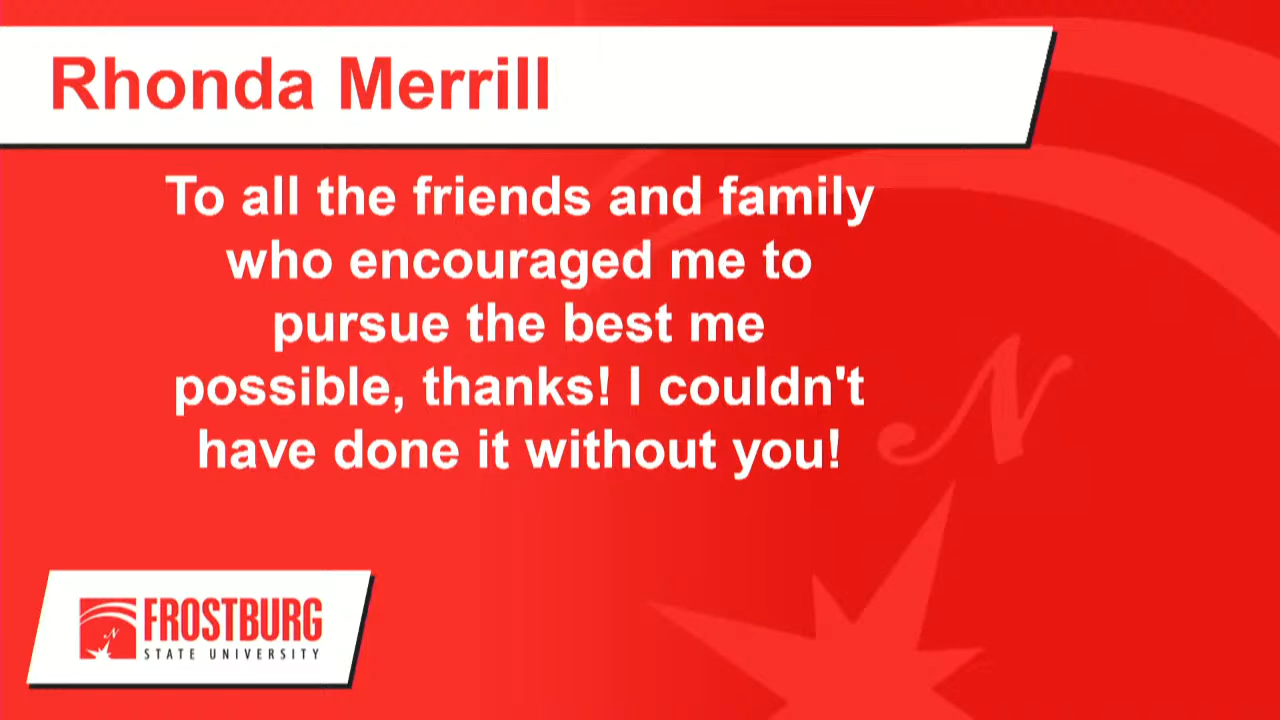 Rhonda Merrill
To all the friends and family
who encouraged me to
pursue the best me
possible, thanks! I couldn't
have done it without you!
N
N
FROSTBURG
STATE UNIVERSITY